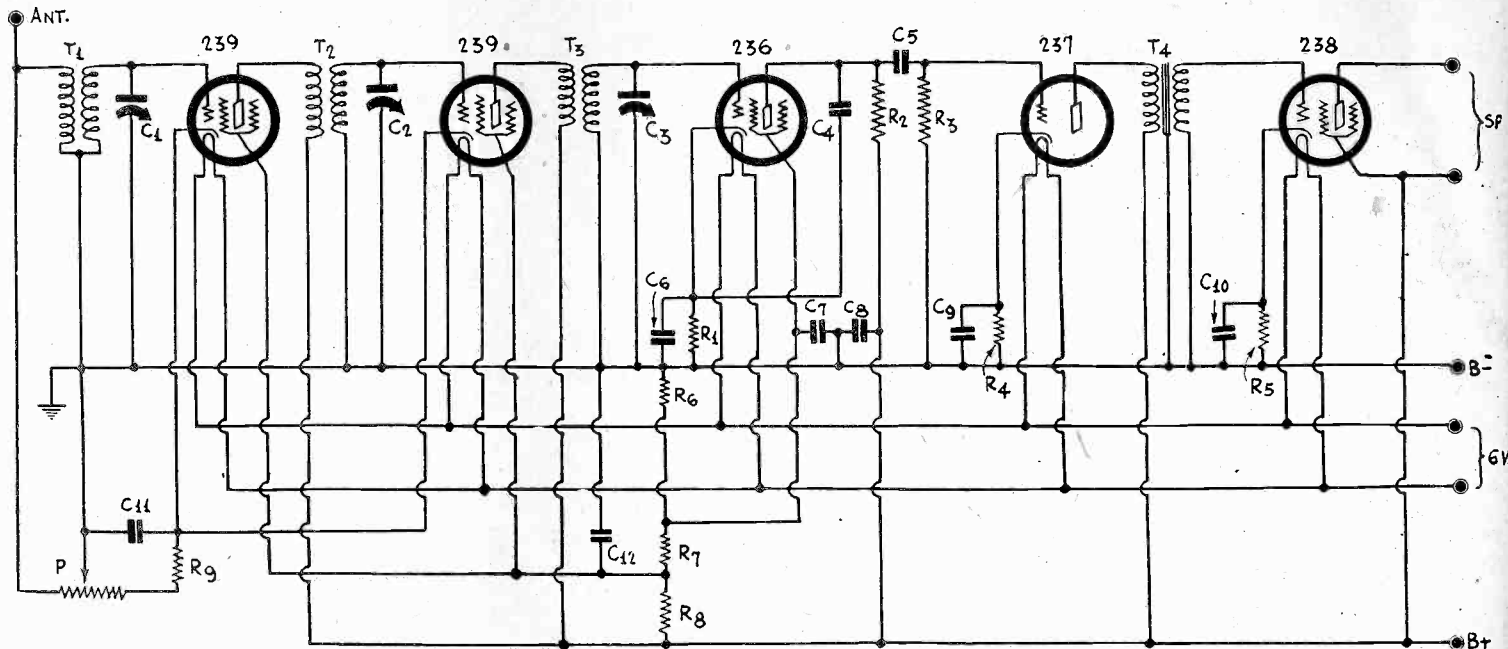 ANT.
T1
239
T2
239
T3
236
C5
237
T4
238
C1
C2
C3
C4
R2
R3
SP
C6
R1
C7
C8
C9
R4
C10
R5
B-
R6
6V
C11
P
R9
C12
R7
R8
B+